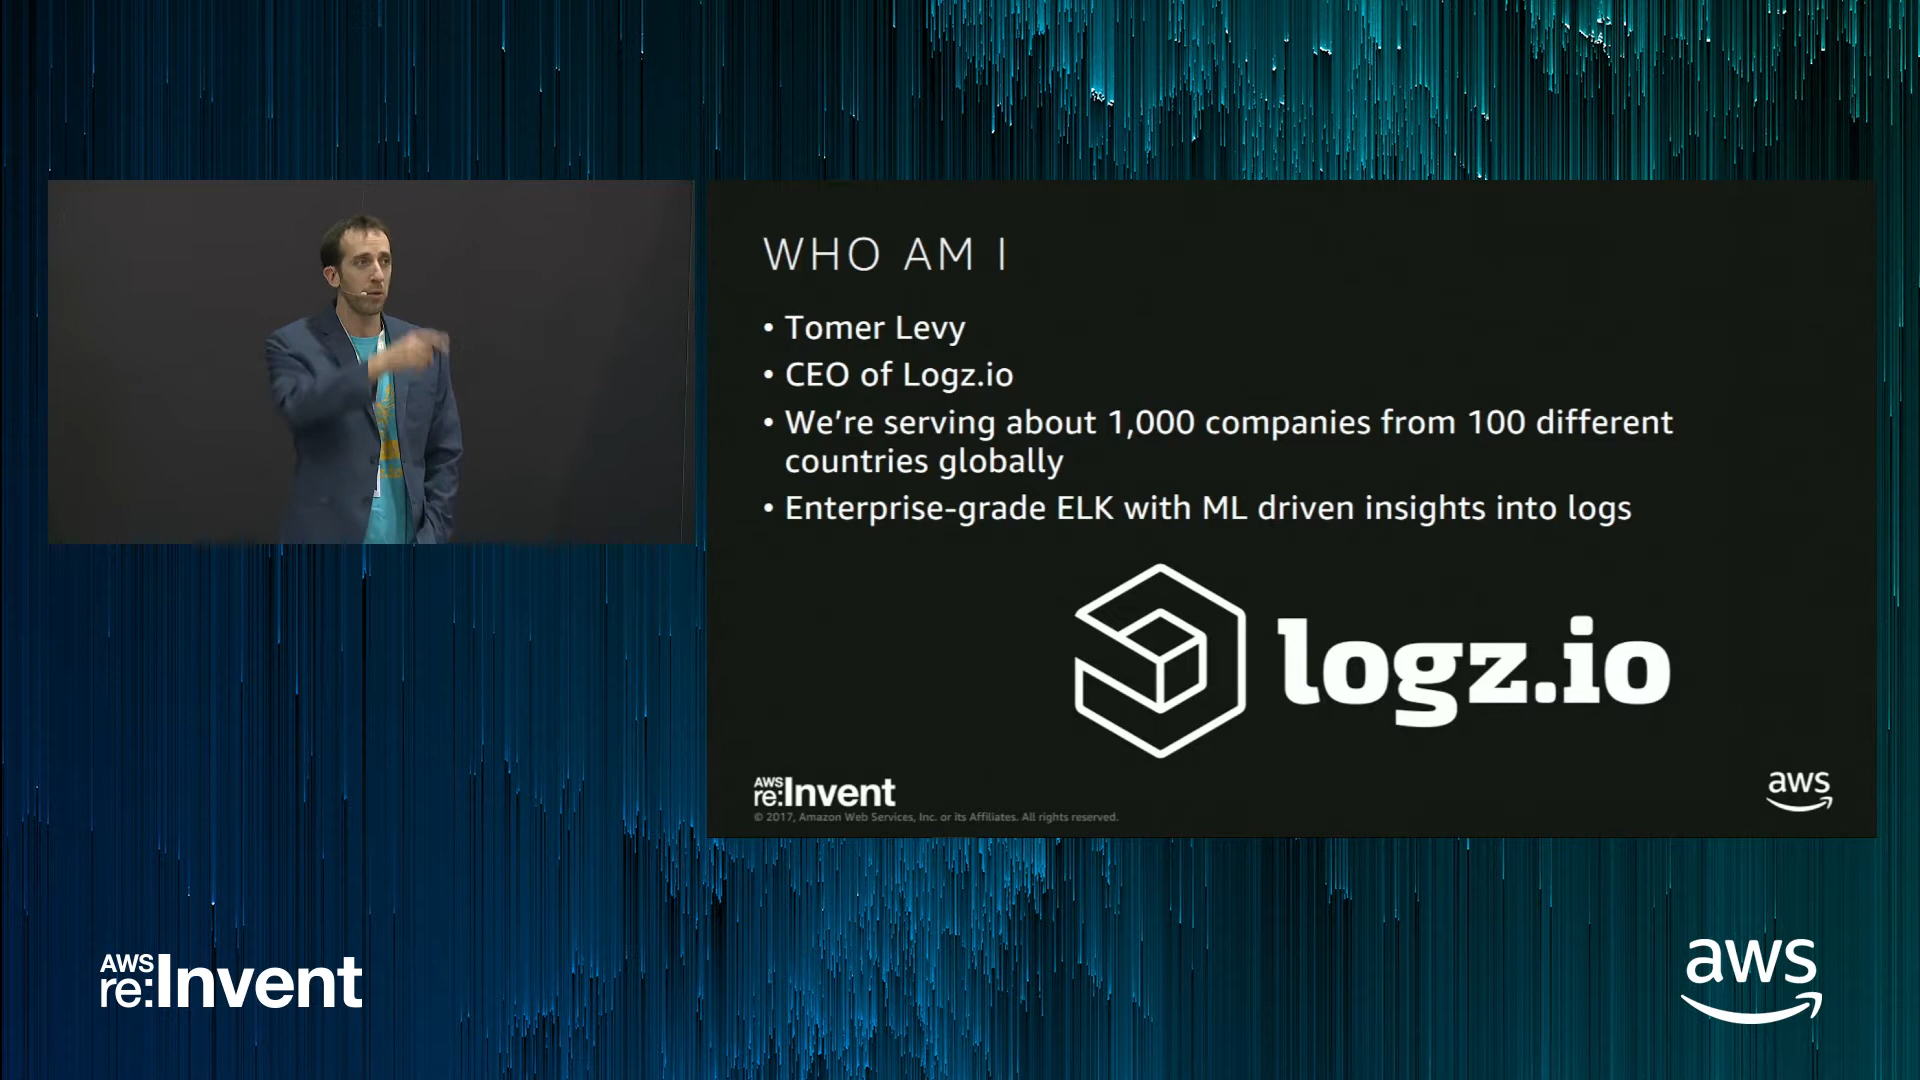 WHO AM I
• Tomer Levy
• CEO of Logz.io
• We're serving about 1,000 companies from 100 different
countries globally
• Enterprise-grade ELK with ML driven insights into logs
logz.io
AWS
re:Invent
© 2017, Amazon Web Services, Inc. or its Affiliates. All rights reserved.
aws
AWS
re:Invent
aws